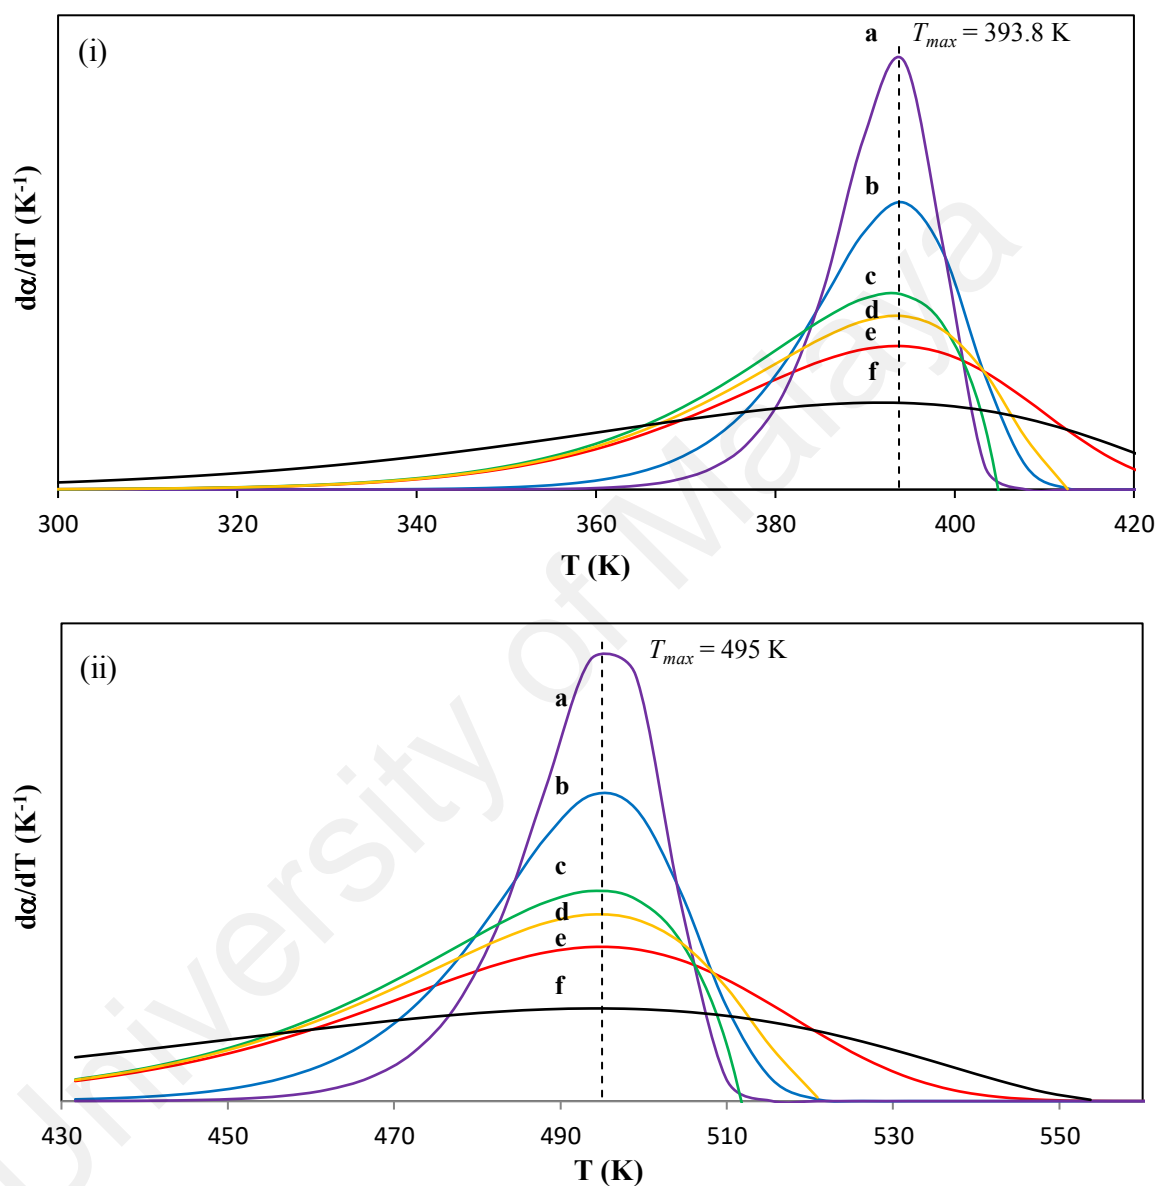 (i)
a
T_max = 393.8 K
b
c
d
e
f
dα/dT (K⁻¹)
300 320 340 360 380 400 420
T (K)
(ii)
T_max = 495 K
a
b
c
d
e
f
dα/dT (K⁻¹)
430 450 470 490 510 530 550
T (K)
University of Malaya